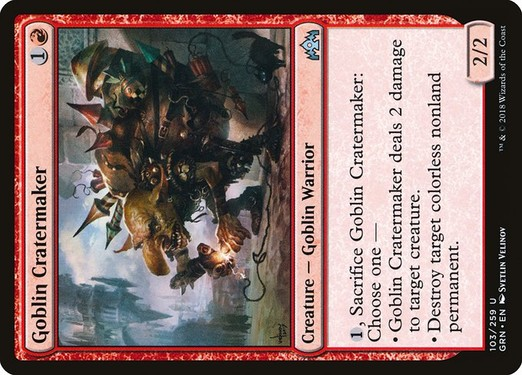 Goblin Cratermaker 1
Creature — Goblin Warrior
1, Sacrifice Goblin Cratermaker:
Choose one —
• Goblin Cratermaker deals 2 damage
to target creature.
• Destroy target colorless nonland
permanent.
2/2
103/259 U
GRN • EN Svetlin Velinov
™ & © 2018 Wizards of the Coast